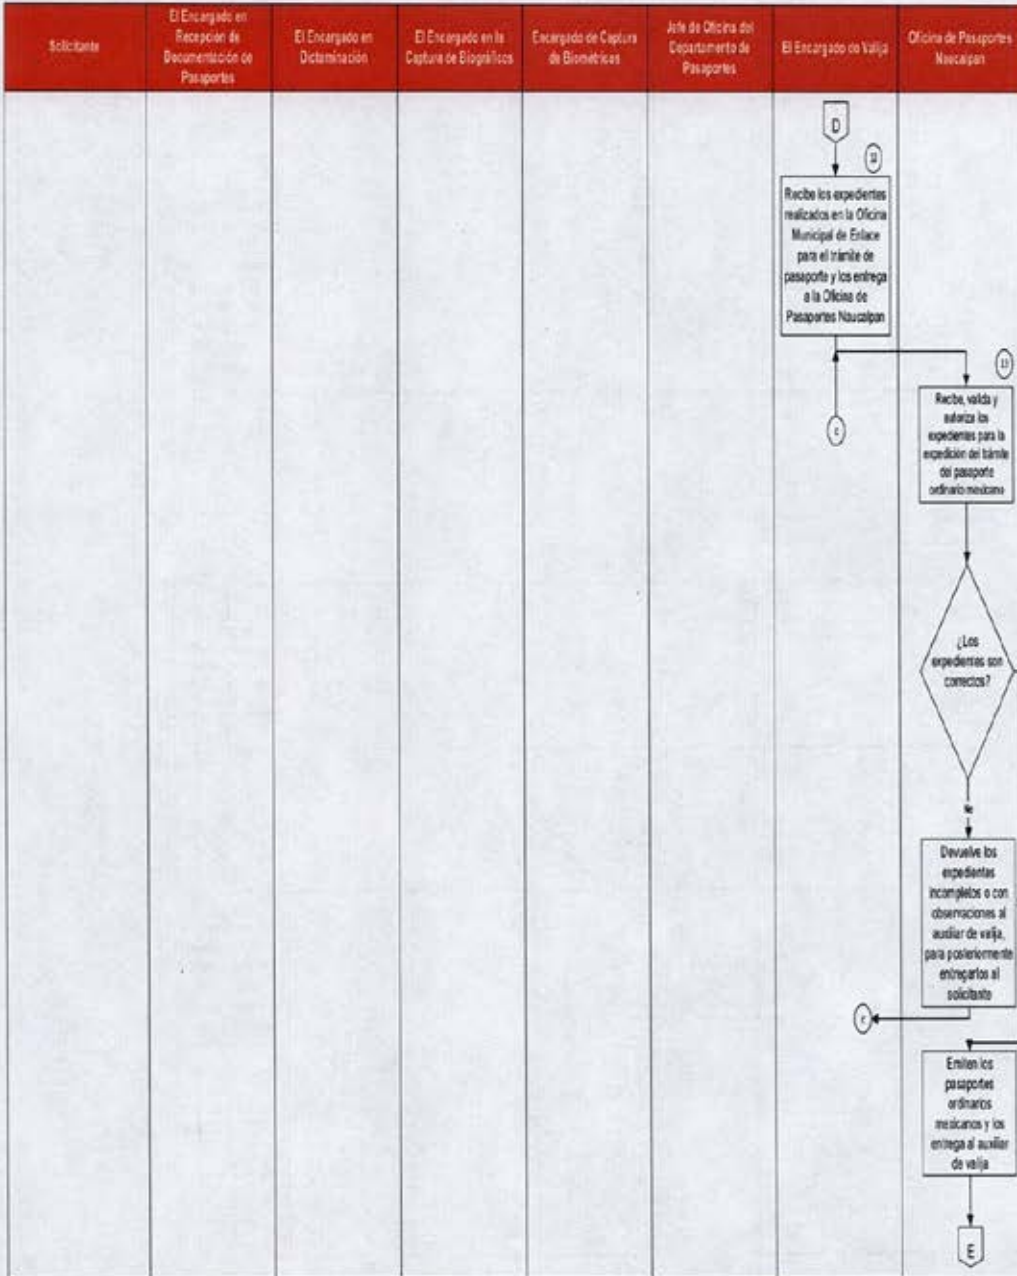 Solicitante
El Encargado en
Recepción de
Documentación de
Pasaportes
El Encargado en
Dictaminación
El Encargado en la
Captura de Biográficos
Encargado de Captura
de Biométricos
Jefe de Oficina del
Departamento de
Pasaportes
El Encargado de Valija
Oficina de Pasaportes
Naucalpan
D
Recibe los expedientes
realizados en la Oficina
Municipal de Enlace
para el trámite de
pasaporte y los entrega
a la Oficina de
Pasaportes Naucalpan
13
Recibe, valida y
autoriza los
expedientes para la
expedición del trámite
del pasaporte
ordinario mexicano
¿Los
expedientes son
correctos?
No
Devuelve los
expedientes
incompletos o con
observaciones al
auxiliar de valija,
para posteriormente
entregarlos al
solicitante
Emiten los
pasaportes
ordinarios
mexicanos y los
entrega al auxiliar
de valija
E